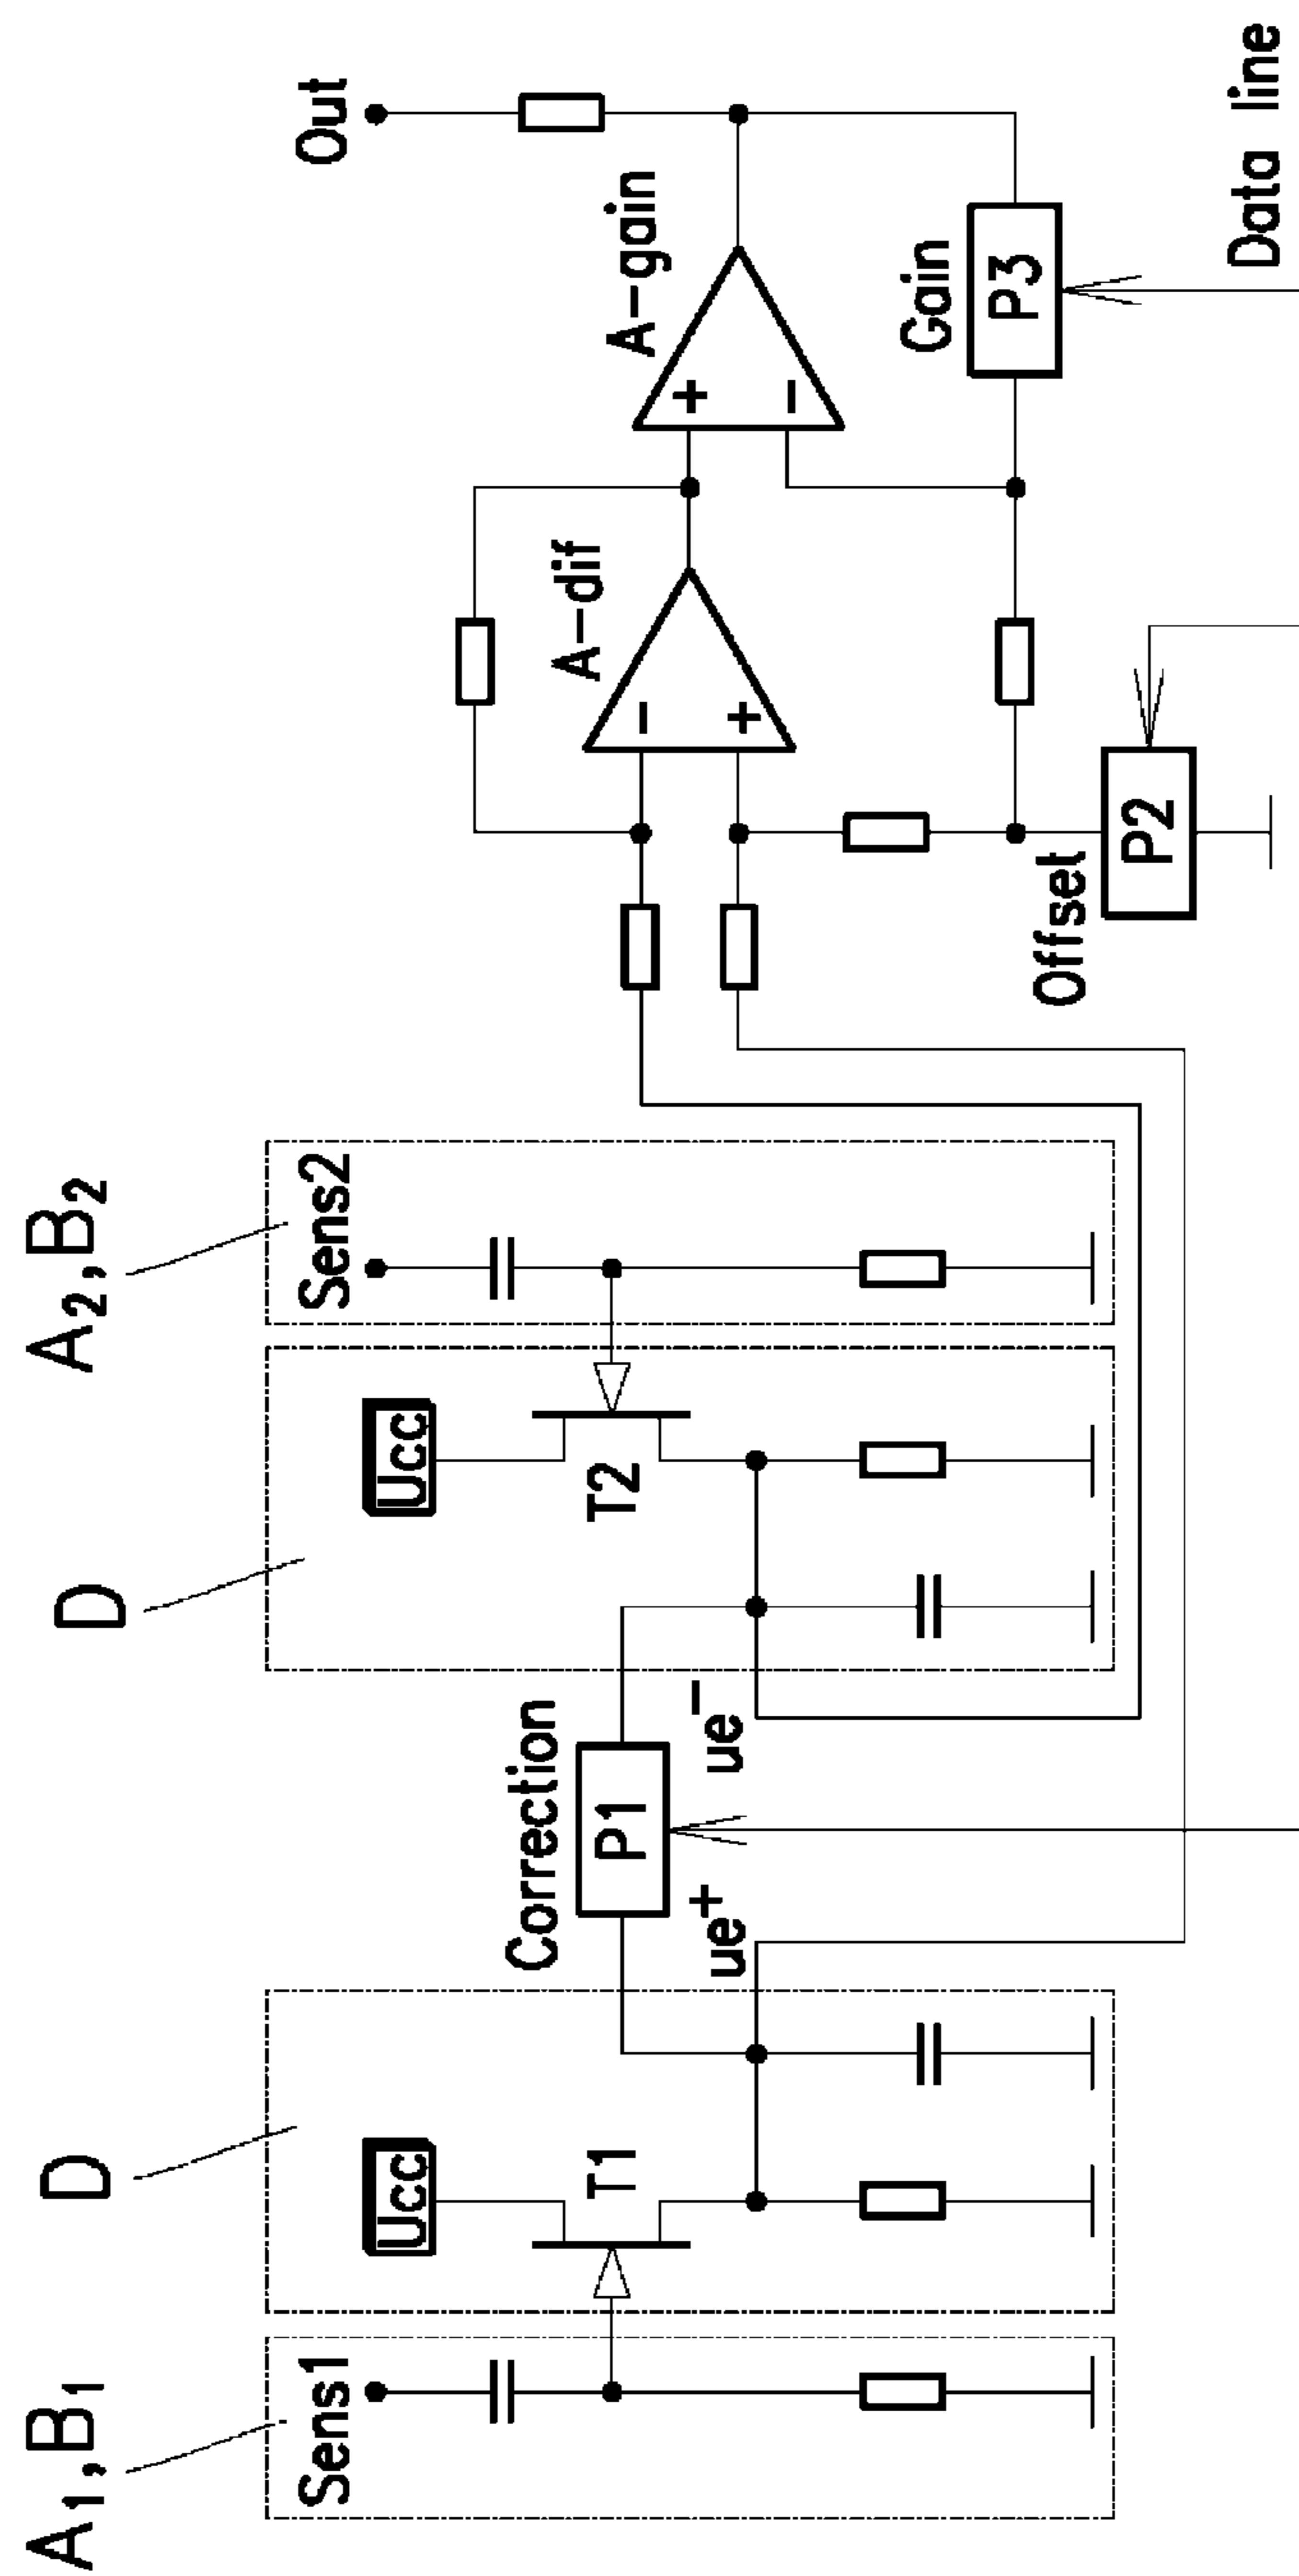 A₁,B₁
D
D
A₂,B₂
Sens1
Ucc
T1
Correction
P1
ue⁺
ue⁻
Ucc
T2
Sens2
A-dif
-
+
Offset
P2
A-gain
+
-
Gain
P3
Out
Data line